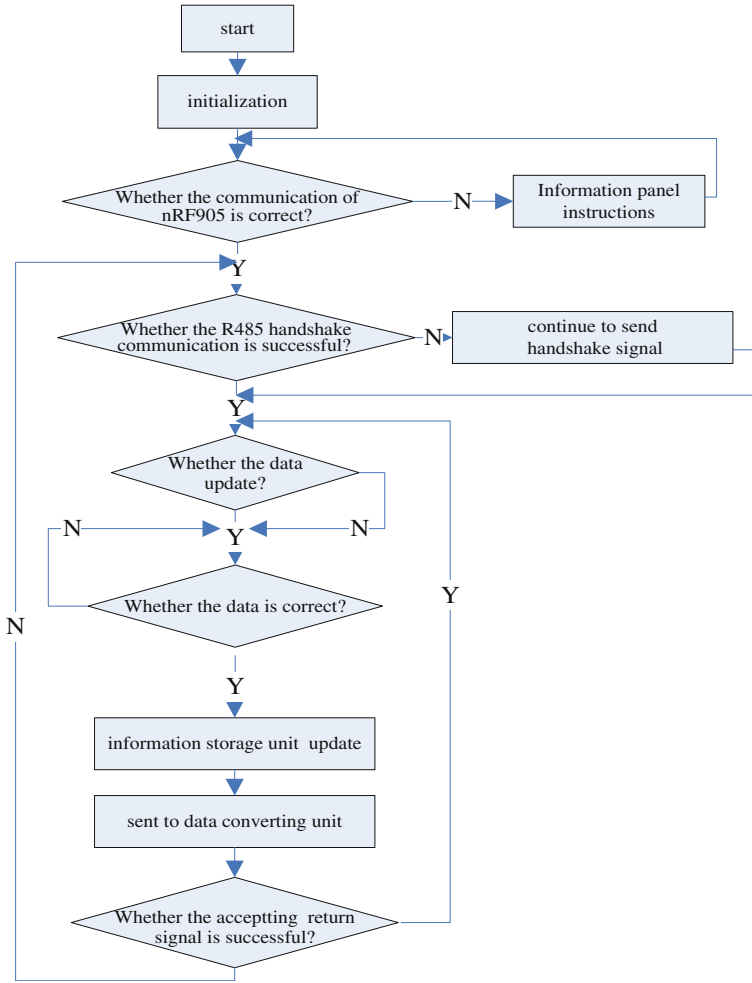 start
initialization
Whether the communication of
nRF905 is correct?
N
Information panel
instructions
Y
Whether the R485 handshake
communication is successful?
N
continue to send
handshake signal
Y
Whether the data
update?
N
Y
N
Whether the data is correct?
Y
N
Y
information storage unit update
sent to data converting unit
Whether the acceptting return
signal is successful?